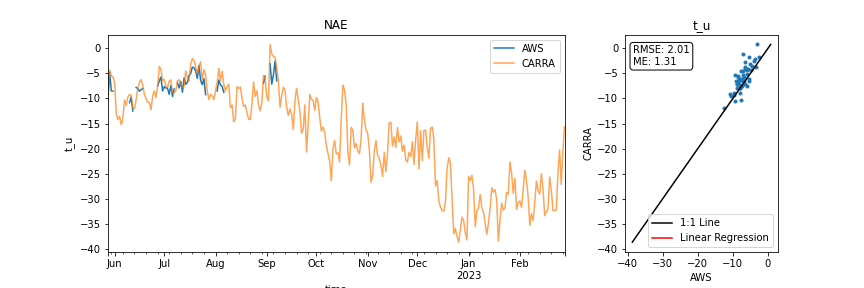 NAE
t_u
AWS
CARRA
0
−5
−10
−15
−20
−25
−30
−35
−40
t_u
Jun
Jul
Aug
Sep
Oct
Nov
Dec
Jan
2023
Feb
t_u
RMSE: 2.01
ME: 1.31
0
−5
−10
−15
−20
−25
−30
−35
−40
CARRA
1:1 Line
Linear Regression
−40
−30
−20
−10
0
AWS